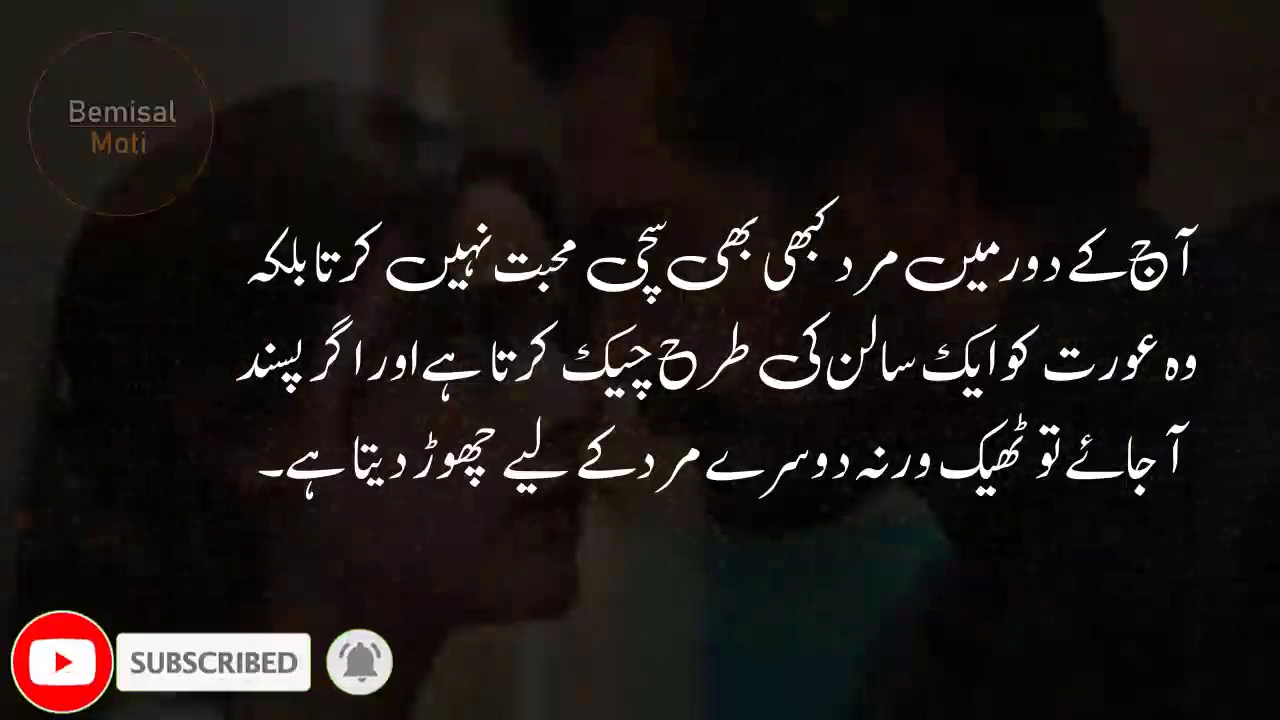 Bemisal
Moti
آج کے دور میں مرد کبھی بھی سچی محبت نہیں کرتا بلکہ
وہ عورت کو ایک سالن کی طرح چیک کرتا ہے اور اگر پسند
آ جائے تو ٹھیک ورنہ دوسرے مرد کے لیے چھوڑ دیتا ہے۔
SUBSCRIBED